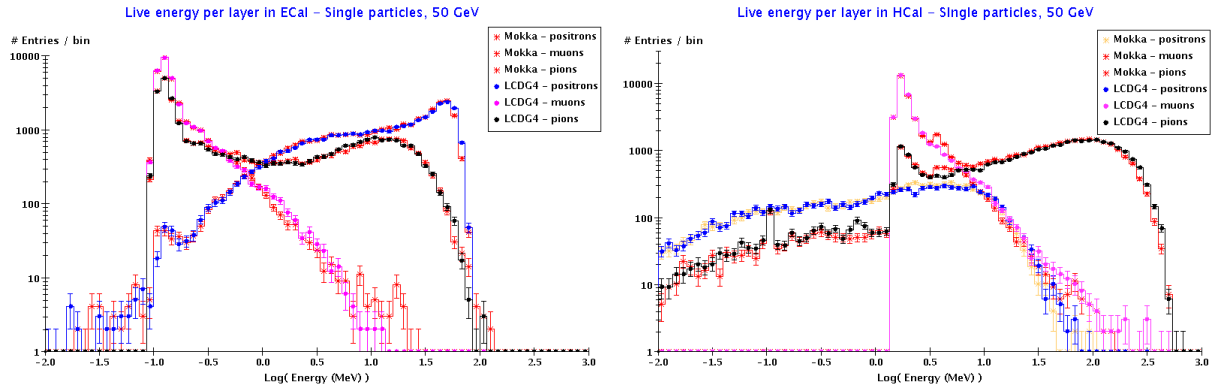 Live energy per layer in ECal – Single particles, 50 GeV
# Entries / bin
10000
1000
100
10
1
−2.0 −1.5 −1.0 −0.5 0.0 0.5 1.0 1.5 2.0 2.5 3.0
Log( Energy (MeV) )
Mokka – positrons
Mokka – muons
Mokka – pions
LCDG4 – positrons
LCDG4 – muons
LCDG4 – pions
Live energy per layer in HCal – SIngle particles, 50 GeV
# Entries / bin
10000
1000
100
10
1
−2.0 −1.5 −1.0 −0.5 0.0 0.5 1.0 1.5 2.0 2.5 3.0
Log( Energy (MeV) )
Mokka – positrons
Mokka – muons
Mokka – pions
LCDG4 – positrons
LCDG4 – muons
LCDG4 – pions